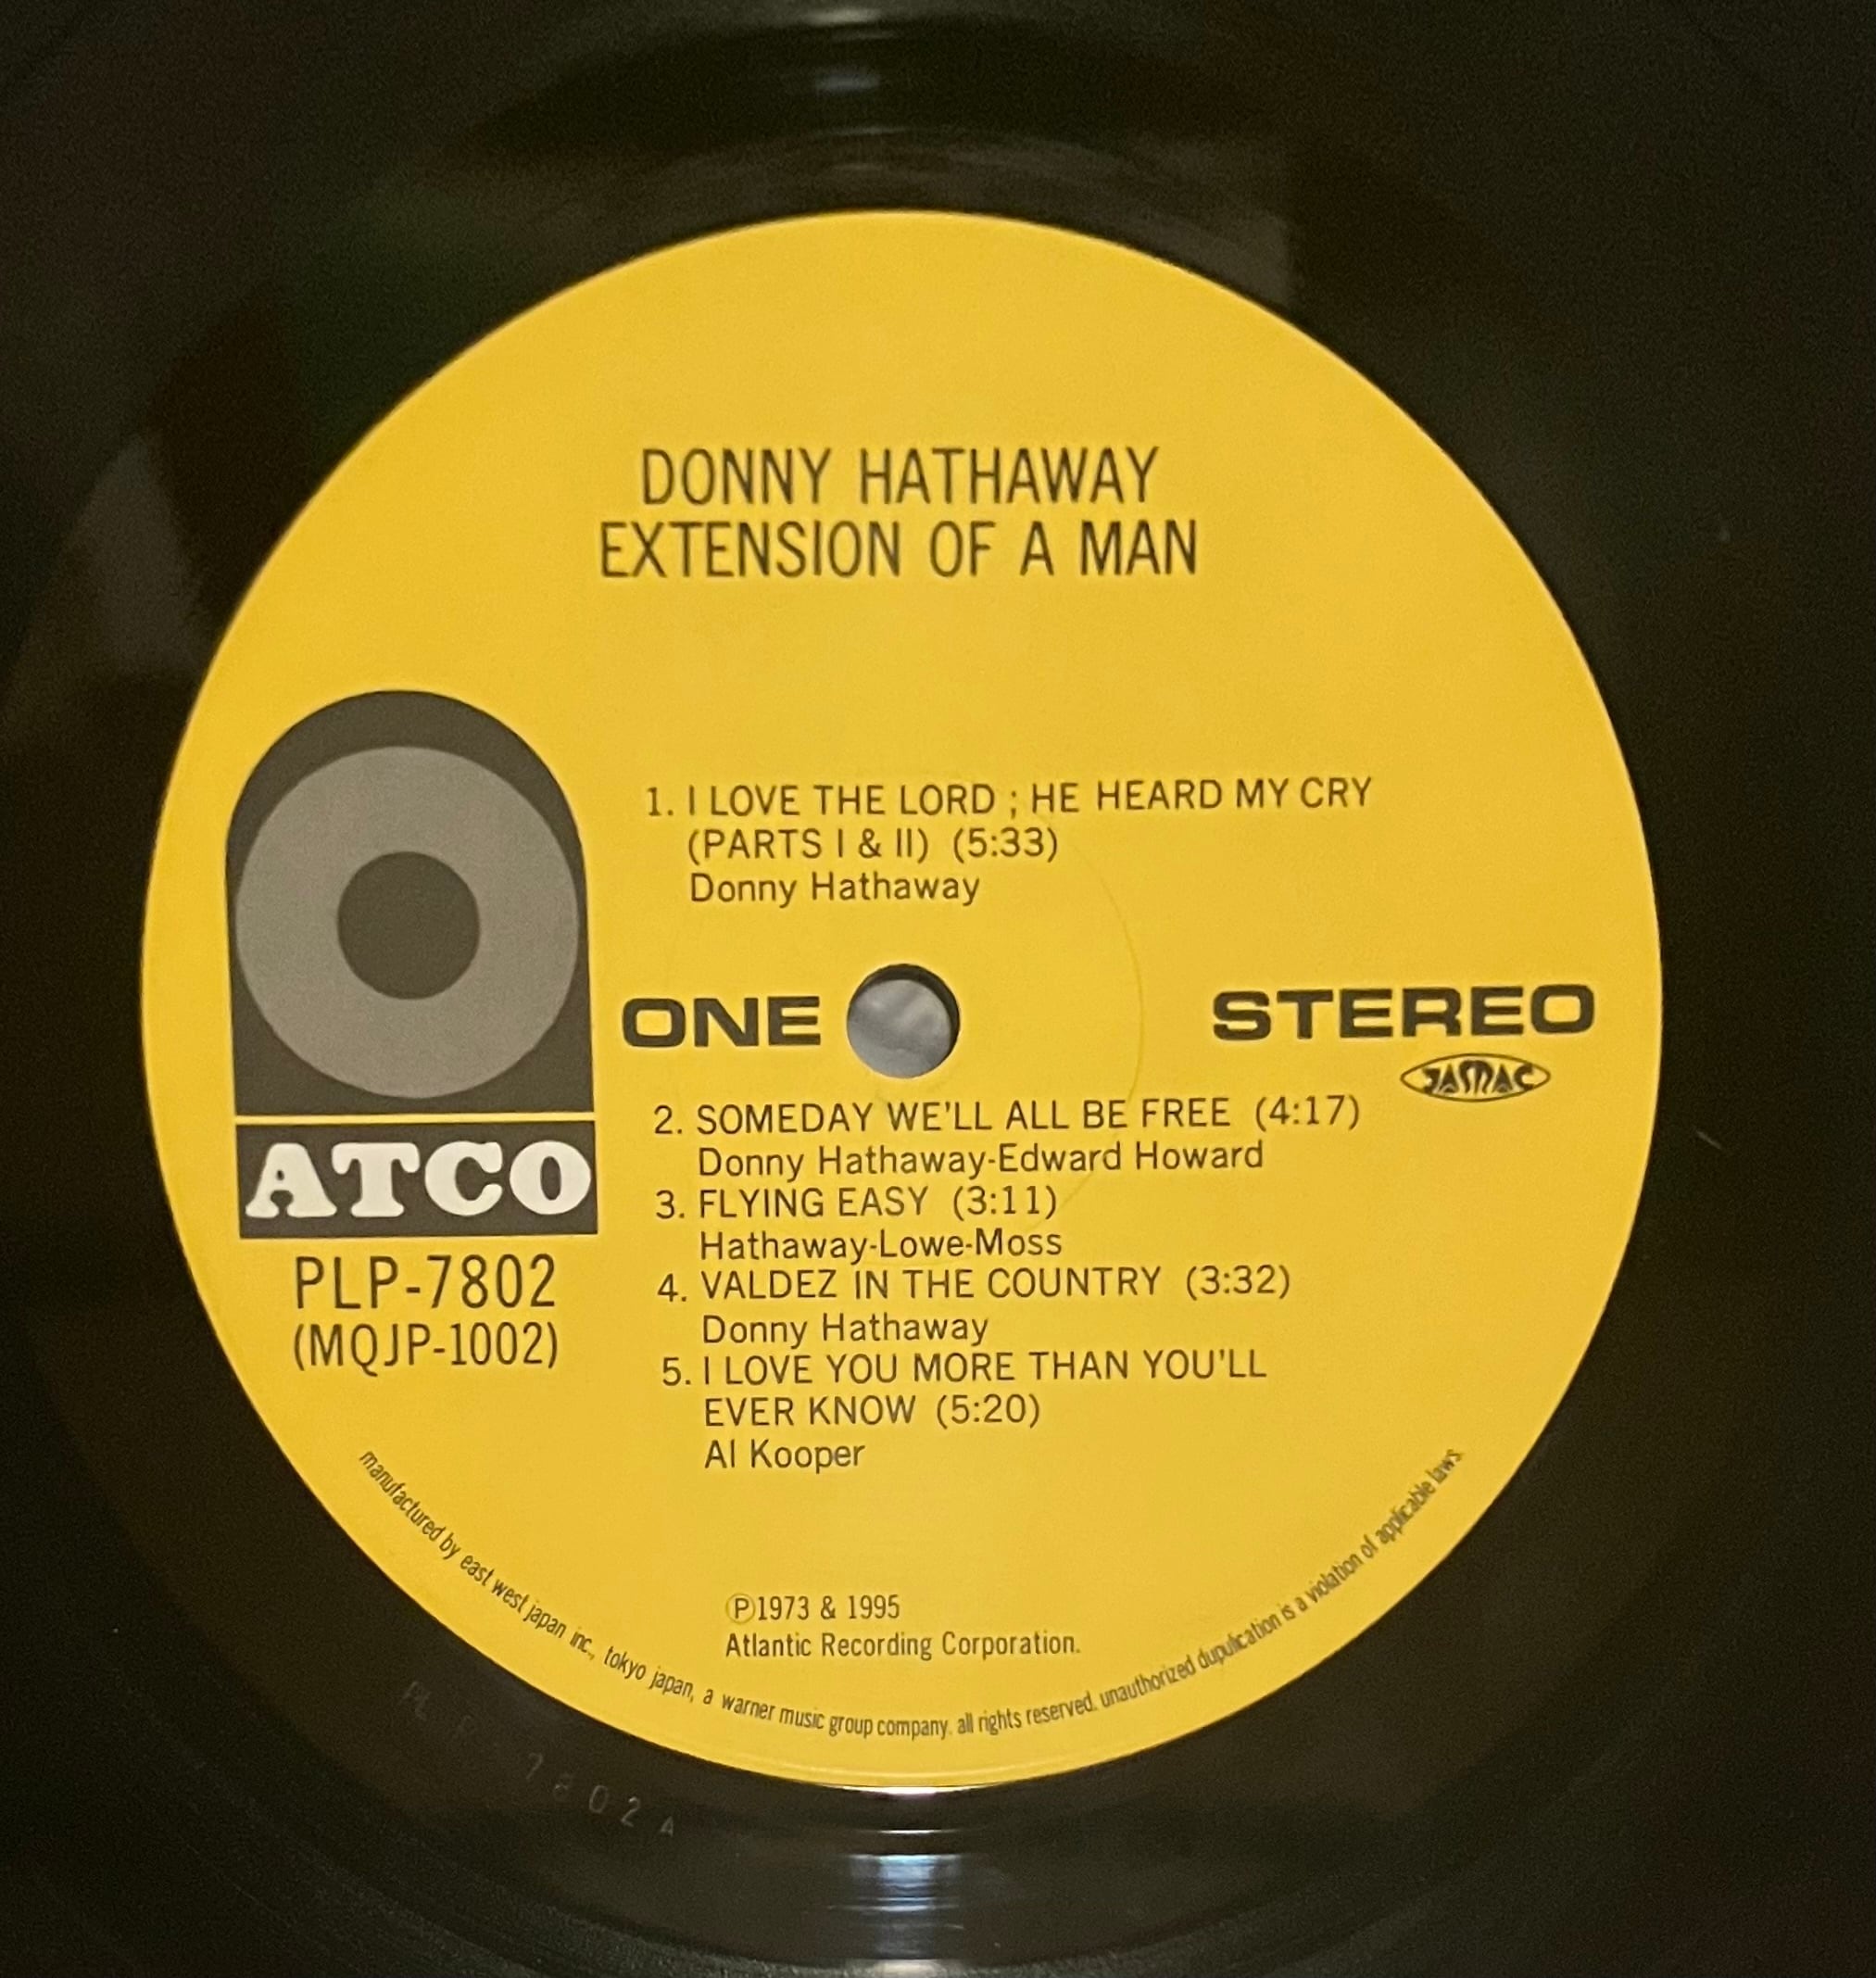 DONNY HATHAWAY
EXTENSION OF A MAN
1. I LOVE THE LORD ; HE HEARD MY CRY
(PARTS I & II) (5:33)
Donny Hathaway
ONE
STEREO
JASRAC
2. SOMEDAY WE'LL ALL BE FREE (4:17)
Donny Hathaway-Edward Howard
3. FLYING EASY (3:11)
Hathaway-Lowe-Moss
4. VALDEZ IN THE COUNTRY (3:32)
Donny Hathaway
5. I LOVE YOU MORE THAN YOU'LL
EVER KNOW (5:20)
Al Kooper
ATCO
PLP-7802
(MQJP-1002)
Ⓟ1973 & 1995
Atlantic Recording Corporation.
manufactured by east west japan inc., tokyo japan, a warner music group company. all rights reserved. unauthorized dupulication is a violation of applicable laws.
PLP-7802 A